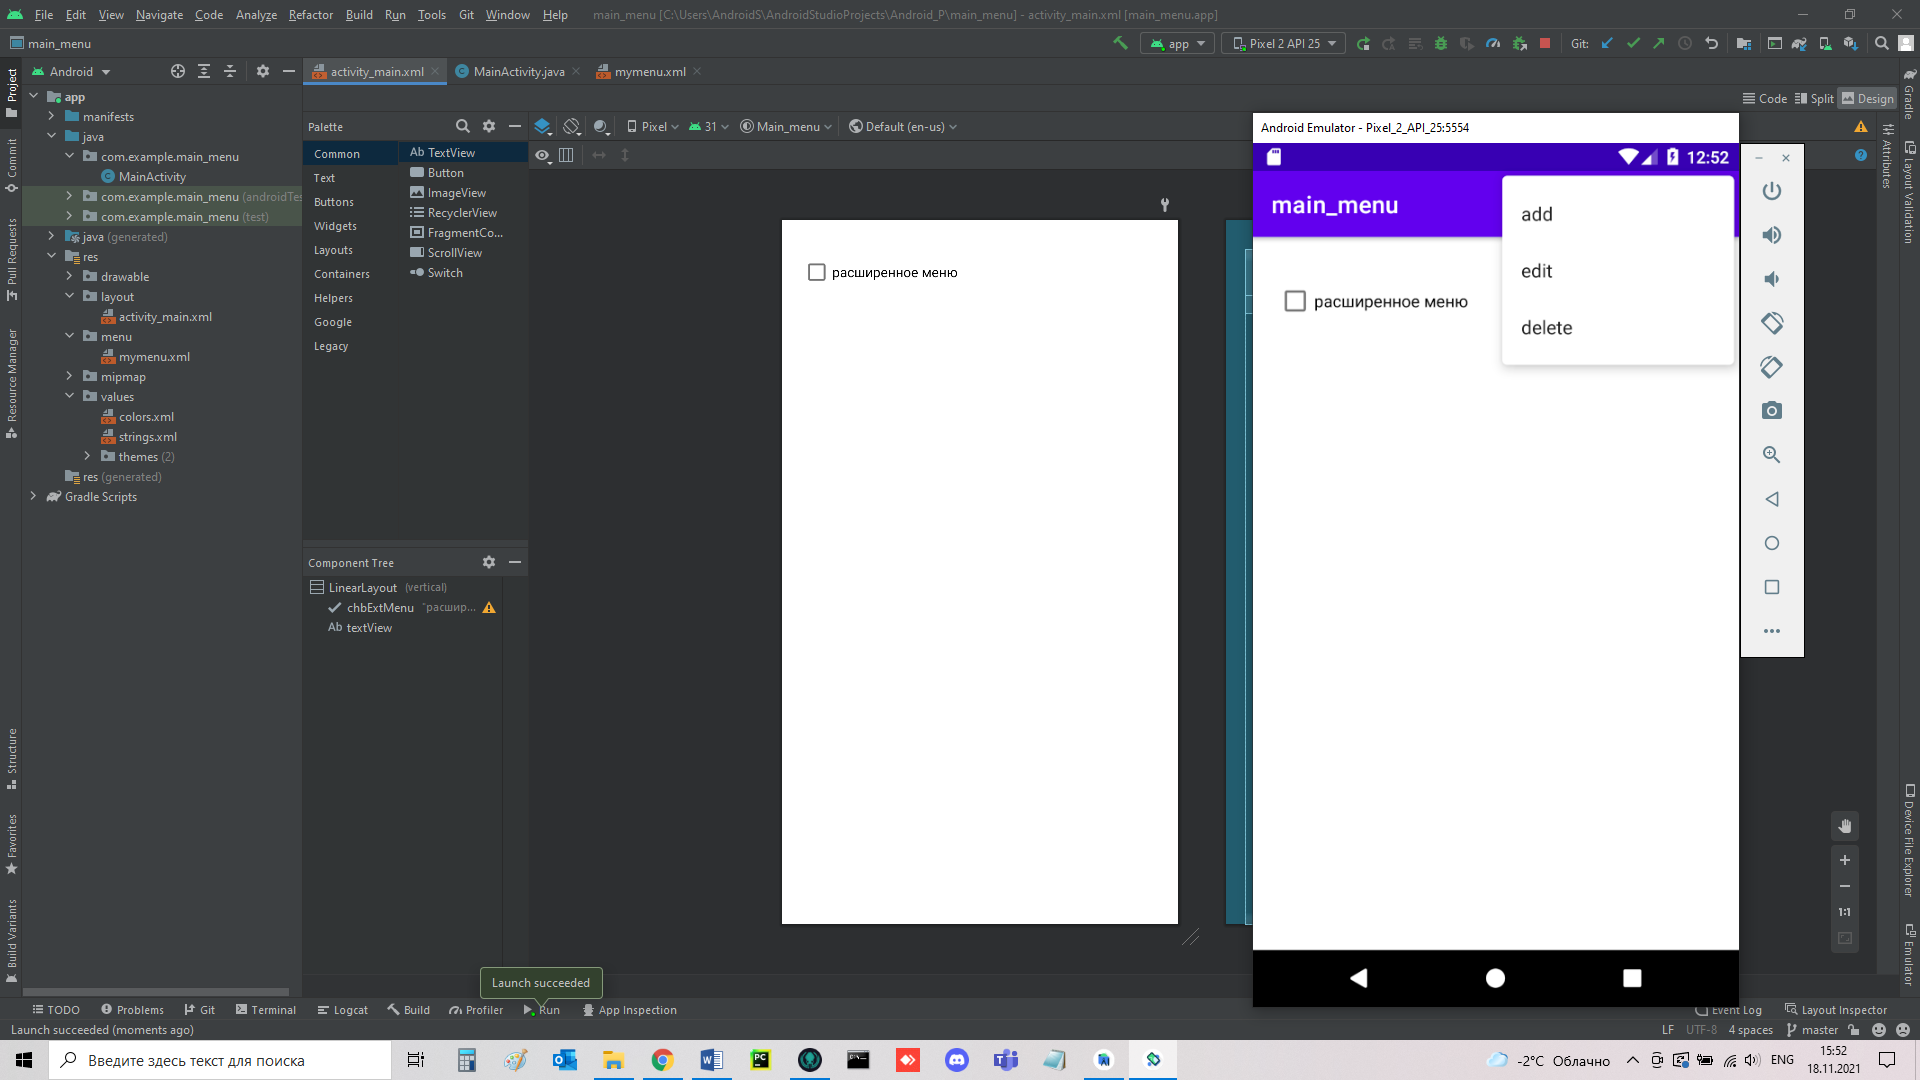 File Edit View Navigate Code Analyze Refactor Build Run Tools Git Window Help main_menu [C:\Users\AndroidS\AndroidStudioProjects\Android_P\main_menu] - activity_main.xml [main_menu.app]
main_menu
app
Pixel 2 API 25
Git:
Android
activity_main.xml
MainActivity.java
mymenu.xml
Code
Split
Design
Project
Commit
Pull Requests
Resource Manager
Structure
Favorites
Build Variants
app
manifests
java
com.example.main_menu
MainActivity
com.example.main_menu (androidTes
com.example.main_menu (test)
java (generated)
res
drawable
layout
activity_main.xml
menu
mymenu.xml
mipmap
values
colors.xml
strings.xml
themes (2)
res (generated)
Gradle Scripts
Palette
Common
Text
Buttons
Widgets
Layouts
Containers
Helpers
Google
Legacy
Ab TextView
Button
ImageView
RecyclerView
FragmentCo...
ScrollView
Switch
Component Tree
LinearLayout (vertical)
chbExtMenu "расшир...
Ab textView
Pixel
31
Main_menu
Default (en-us)
расширенное меню
Android Emulator - Pixel_2_API_25:5554
12:52
main_menu
add
edit
delete
расширенное меню
1:1
Gradle
Attributes
Layout Validation
Device File Explorer
Emulator
Launch succeeded
TODO
Problems
Git
Terminal
Logcat
Build
Profiler
Run
App Inspection
Event Log
Layout Inspector
Launch succeeded (moments ago)
LF UTF-8 4 spaces master
Введите здесь текст для поиска
-2°C Облачно
ENG
15:52
18.11.2021